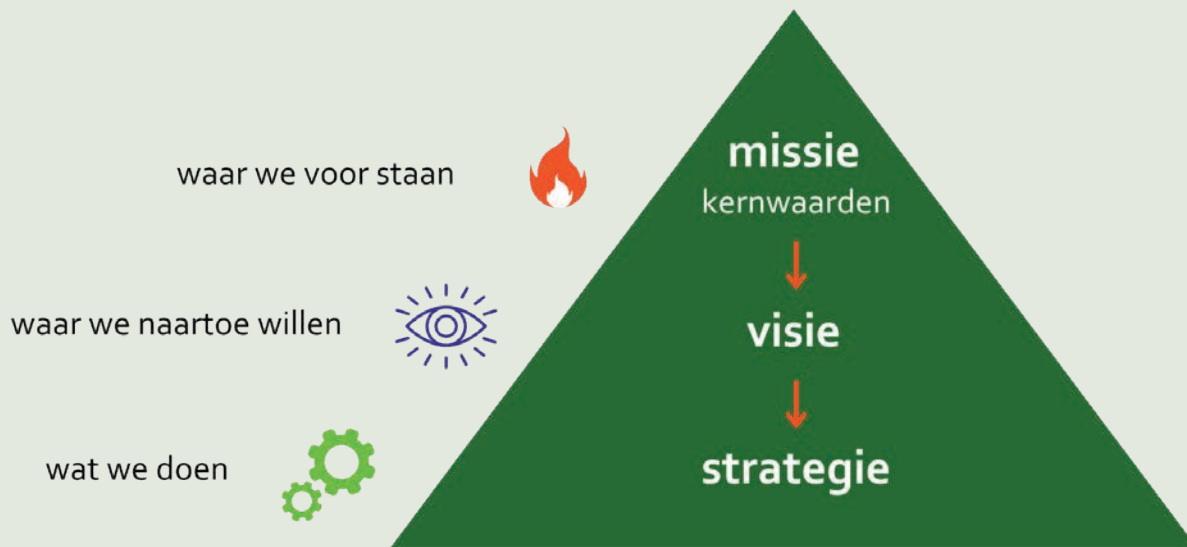 waar we voor staan
missie
kernwaarden
waar we naartoe willen
visie
wat we doen
strategie